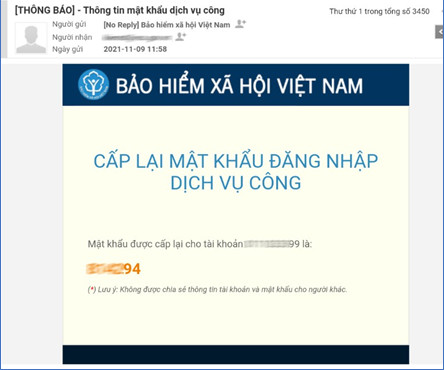 [THÔNG BÁO] - Thông tin mật khẩu dịch vụ công
Thư thứ 1 trong tổng số 3450
Người gửi [No Reply] Bảo hiểm xã hội Việt Nam
Người nhận
Ngày gửi 2021-11-09 11:58
BẢO HIỂM XÃ HỘI VIỆT NAM
CẤP LẠI MẬT KHẨU ĐĂNG NHẬP
DỊCH VỤ CÔNG
Mật khẩu được cấp lại cho tài khoản 99 là:
94
(*) Lưu ý: Không được chia sẻ thông tin tài khoản và mật khẩu cho người khác.